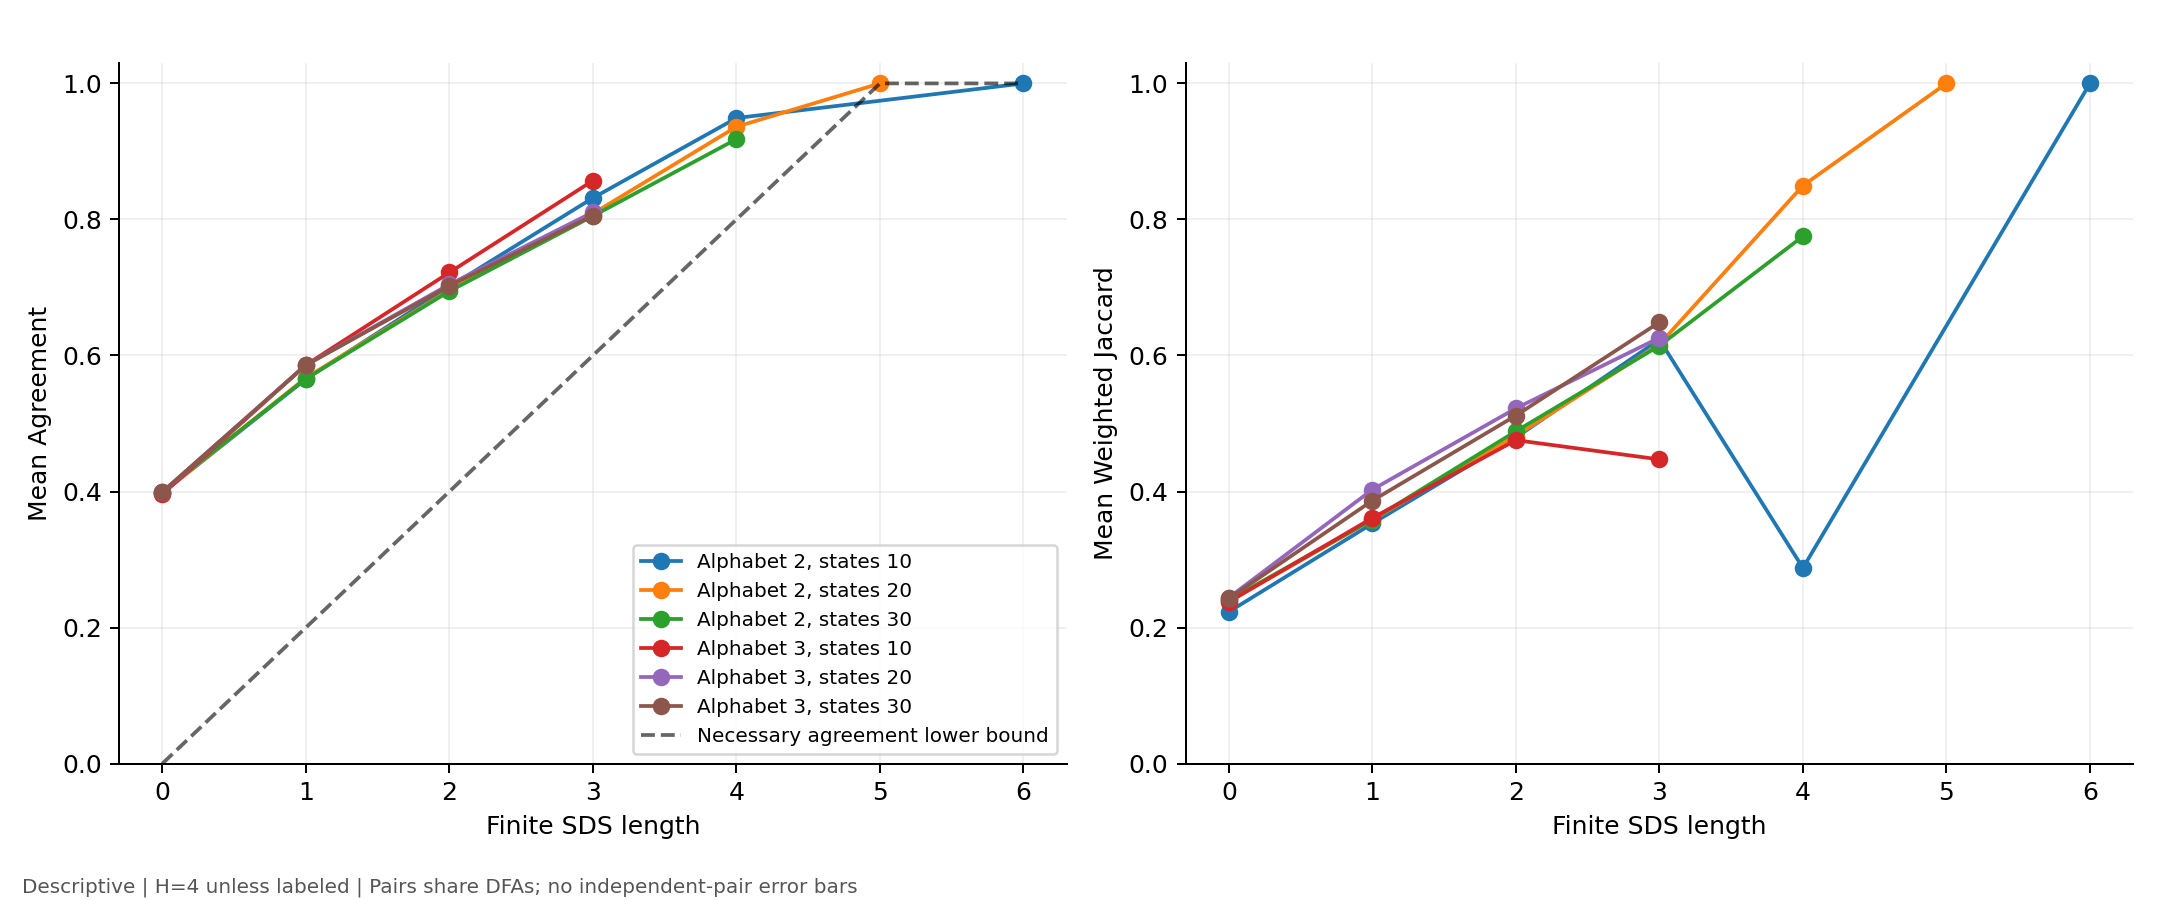 1.0
0.8
0.6
0.4
0.2
0.0
Mean Agreement
0 1 2 3 4 5 6
Finite SDS length
Alphabet 2, states 10
Alphabet 2, states 20
Alphabet 2, states 30
Alphabet 3, states 10
Alphabet 3, states 20
Alphabet 3, states 30
Necessary agreement lower bound
1.0
0.8
0.6
0.4
0.2
0.0
Mean Weighted Jaccard
0 1 2 3 4 5 6
Finite SDS length
Descriptive | H=4 unless labeled | Pairs share DFAs; no independent-pair error bars